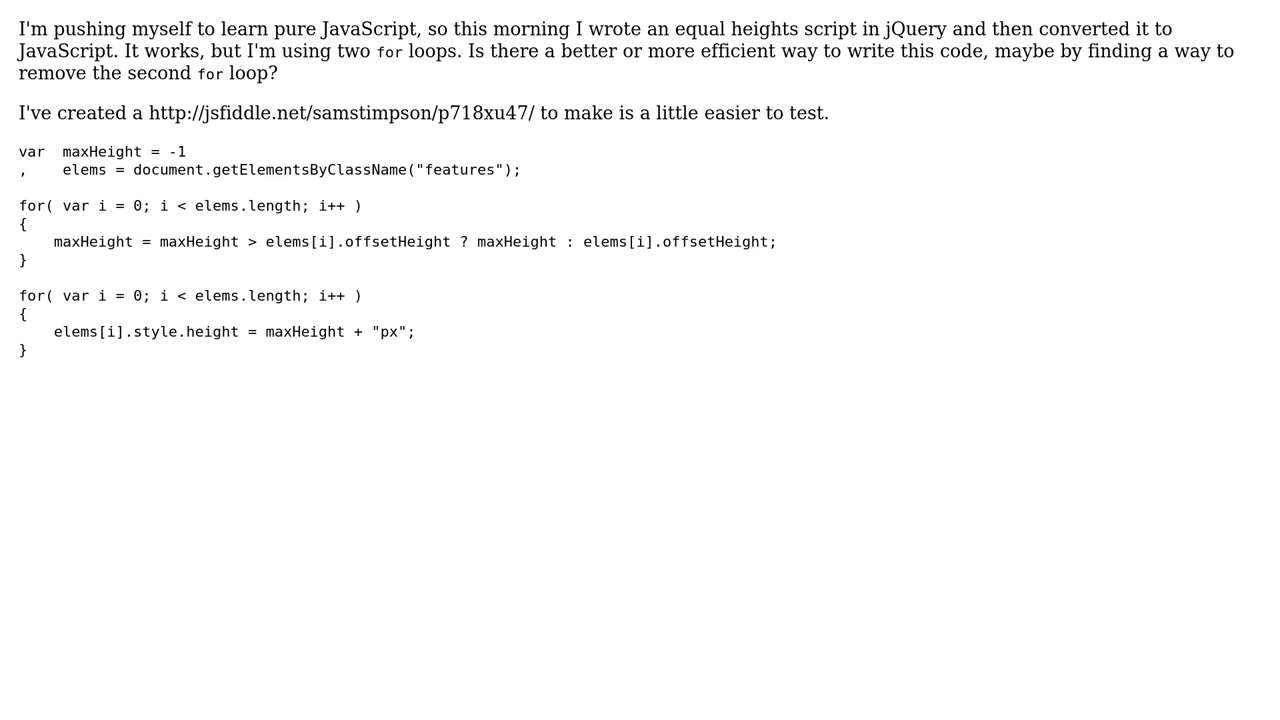 I'm pushing myself to learn pure JavaScript, so this morning I wrote an equal heights script in jQuery and then converted it to
JavaScript. It works, but I'm using two for loops. Is there a better or more efficient way to write this code, maybe by finding a way to
remove the second for loop?
I've created a http://jsfiddle.net/samstimpson/p718xu47/ to make is a little easier to test.
var  maxHeight = -1
,    elems = document.getElementsByClassName("features");
for( var i = 0; i < elems.length; i++ )
{
    maxHeight = maxHeight > elems[i].offsetHeight ? maxHeight : elems[i].offsetHeight;
}
for( var i = 0; i < elems.length; i++ )
{
    elems[i].style.height = maxHeight + "px";
}